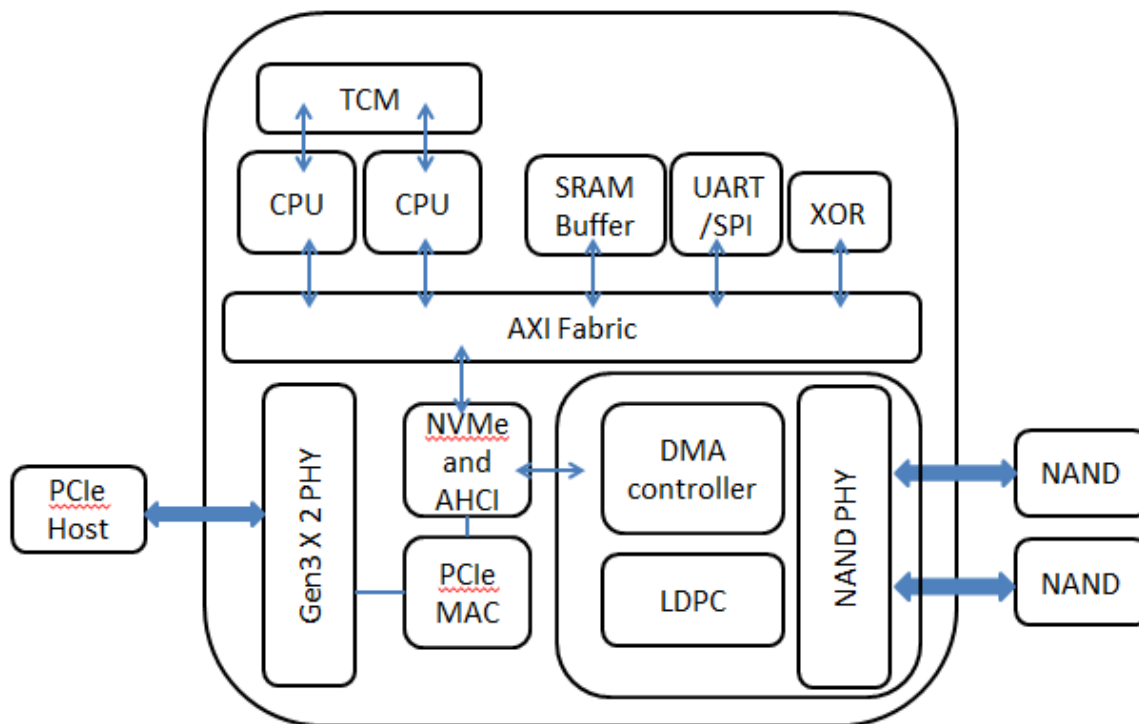 TCM
CPU
CPU
SRAM
Buffer
UART
/SPI
XOR
AXI Fabric
PCIe
Host
Gen3 X 2 PHY
NVMe
and
AHCI
PCIe
MAC
DMA
controller
LDPC
NAND PHY
NAND
NAND